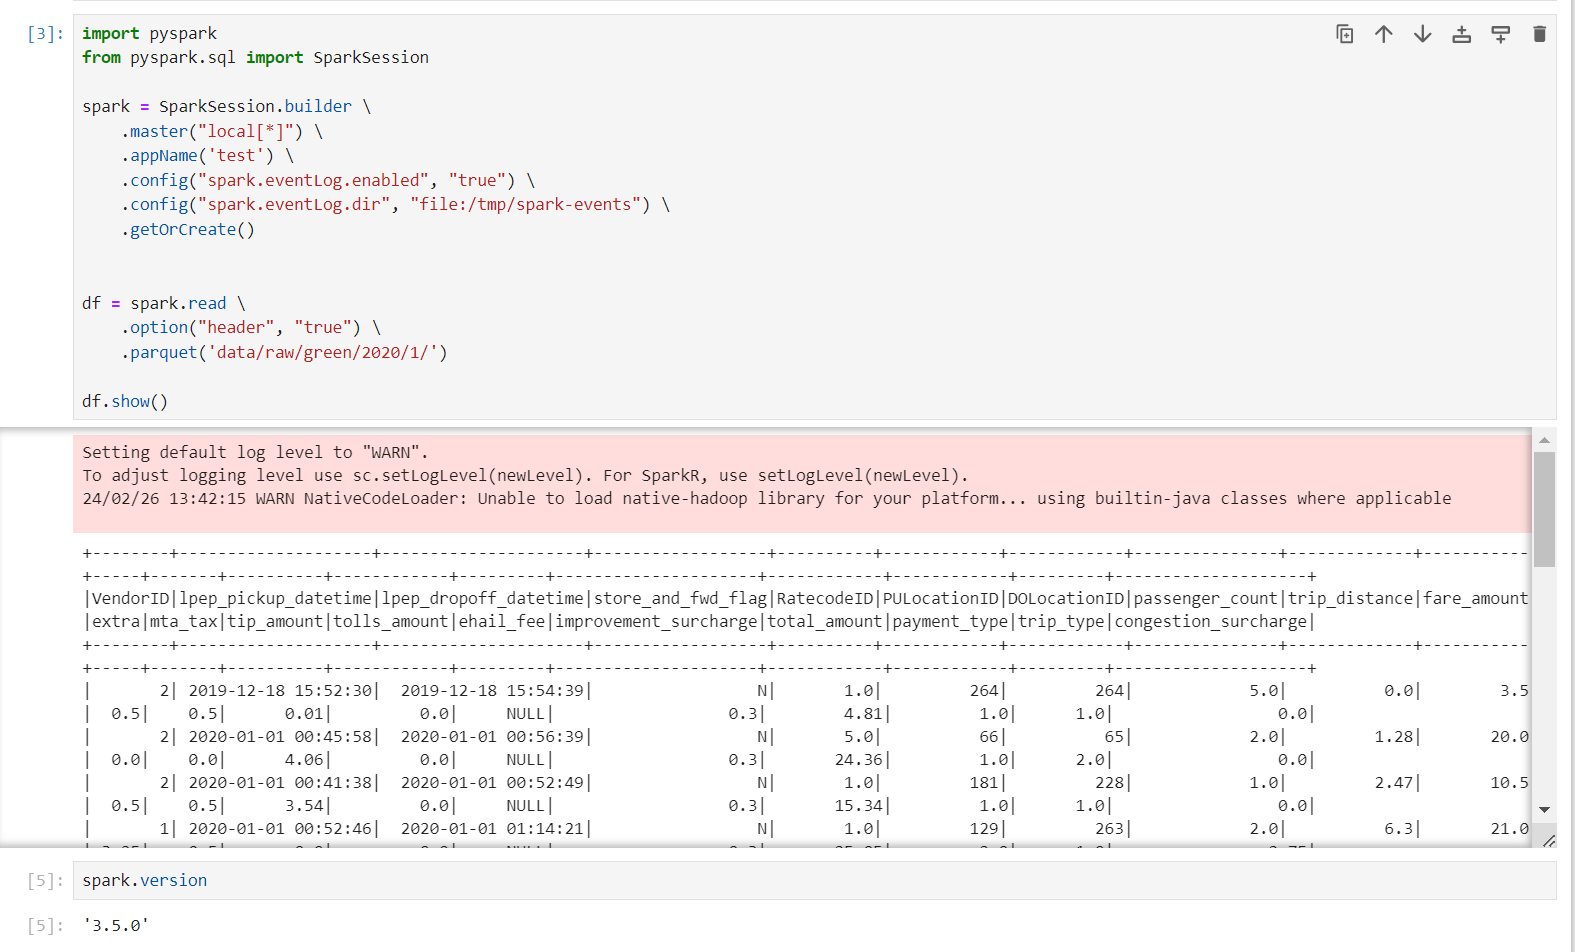 [3]:
import pyspark
from pyspark.sql import SparkSession
spark = SparkSession.builder \
.master("local[*]") \
.appName('test') \
.config("spark.eventLog.enabled", "true") \
.config("spark.eventLog.dir", "file:/tmp/spark-events") \
.getOrCreate()
df = spark.read \
.option("header", "true") \
.parquet('data/raw/green/2020/1/')
df.show()
Setting default log level to "WARN".
To adjust logging level use sc.setLogLevel(newLevel). For SparkR, use setLogLevel(newLevel).
24/02/26 13:42:15 WARN NativeCodeLoader: Unable to load native-hadoop library for your platform... using builtin-java classes where applicable
+--------+--------------------+---------------------+------------------+----------+------------+------------+---------------+-------------+-----------
+-----+-------+----------+------------+---------+---------------------+------------+------------+---------+--------------------+
|VendorID|lpep_pickup_datetime|lpep_dropoff_datetime|store_and_fwd_flag|RatecodeID|PULocationID|DOLocationID|passenger_count|trip_distance|fare_amount
|extra|mta_tax|tip_amount|tolls_amount|ehail_fee|improvement_surcharge|total_amount|payment_type|trip_type|congestion_surcharge|
+--------+--------------------+---------------------+------------------+----------+------------+------------+---------------+-------------+-----------
+-----+-------+----------+------------+---------+---------------------+------------+------------+---------+--------------------+
| 2| 2019-12-18 15:52:30| 2019-12-18 15:54:39| N| 1.0| 264| 264| 5.0| 0.0| 3.5
| 0.5| 0.5| 0.01| 0.0| NULL| 0.3| 4.81| 1.0| 1.0| 0.0|
| 2| 2020-01-01 00:45:58| 2020-01-01 00:56:39| N| 5.0| 66| 65| 2.0| 1.28| 20.0
| 0.0| 0.0| 4.06| 0.0| NULL| 0.3| 24.36| 1.0| 2.0| 0.0|
| 2| 2020-01-01 00:41:38| 2020-01-01 00:52:49| N| 1.0| 181| 228| 1.0| 2.47| 10.5
| 0.5| 0.5| 3.54| 0.0| NULL| 0.3| 15.34| 1.0| 1.0| 0.0|
| 1| 2020-01-01 00:52:46| 2020-01-01 01:14:21| N| 1.0| 129| 263| 2.0| 6.3| 21.0
[5]:
spark.version
[5]:
'3.5.0'